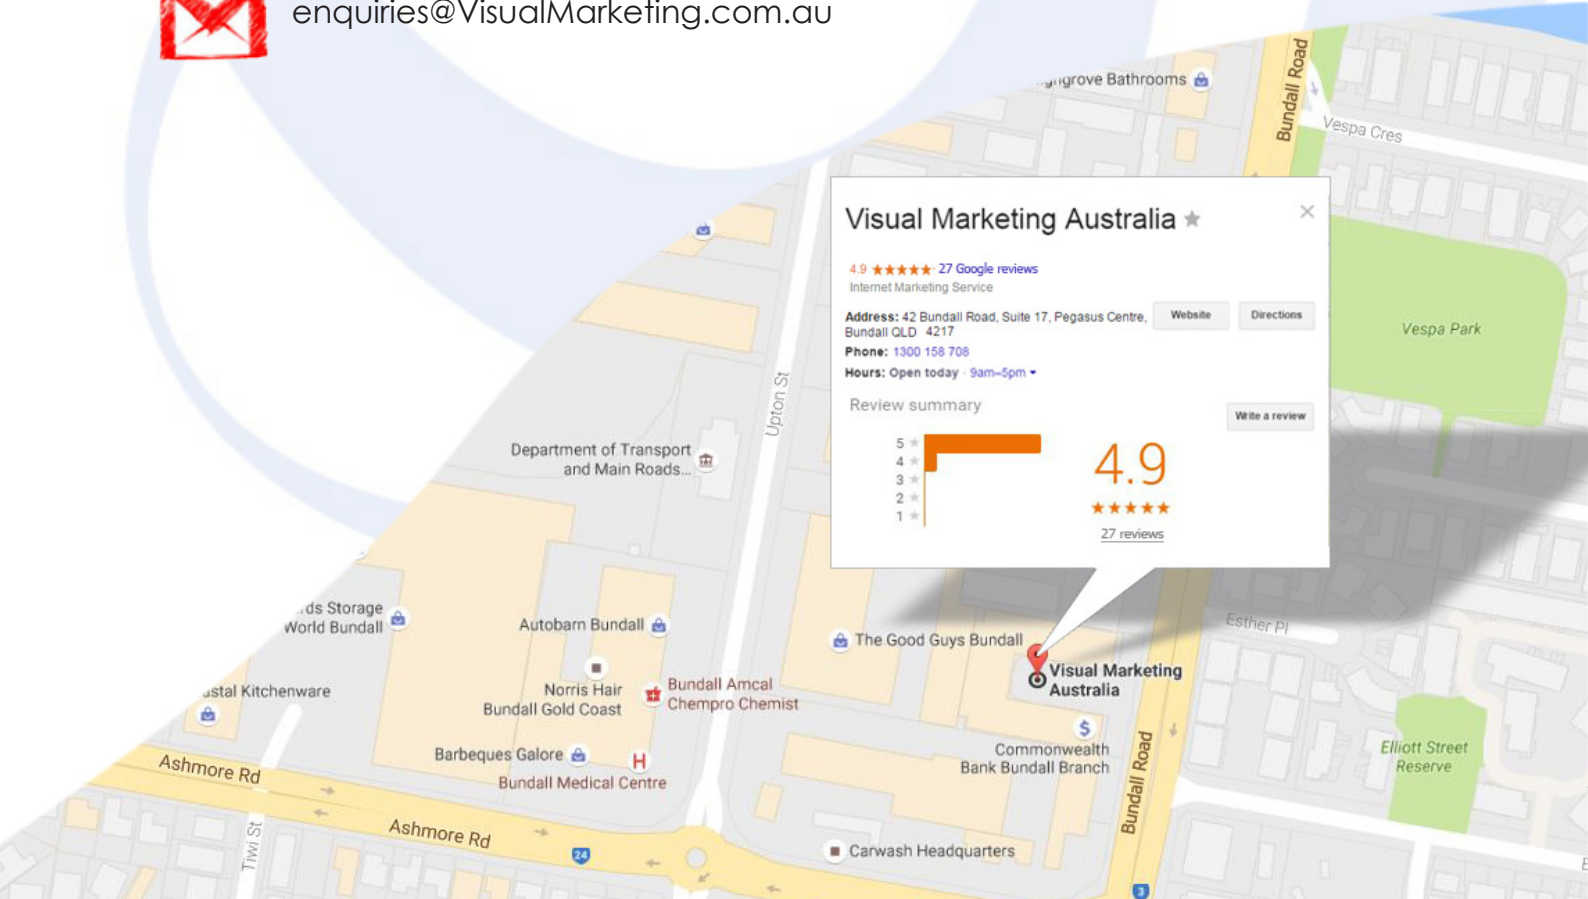 enquiries@VisualMarketing.com.au
Bathrooms
Bundall Road
Vespa Cres
Visual Marketing Australia
4.9
27 Google reviews
Internet Marketing Service
Address: 42 Bundall Road, Suite 17, Pegasus Centre,
Bundall QLD 4217
Website
Directions
Phone: 1300 158 708
Hours: Open today · 9am–5pm
Review summary
Write a review
5
4
3
2
1
4.9
27 reviews
Vespa Park
Upton St
Department of Transport
and Main Roads...
Storage
World Bundall
Autobarn Bundall
The Good Guys Bundall
Esther Pl
Visual Marketing
Australia
Kitchenware
Norris Hair
Bundall Gold Coast
Bundall Amcal
Chempro Chemist
Barbeques Galore
H
Bundall Medical Centre
$
Commonwealth
Bank Bundall Branch
Bundall Road
Elliott Street
Reserve
Ashmore Rd
Ashmore Rd
Tiwi St
24
Carwash Headquarters
3